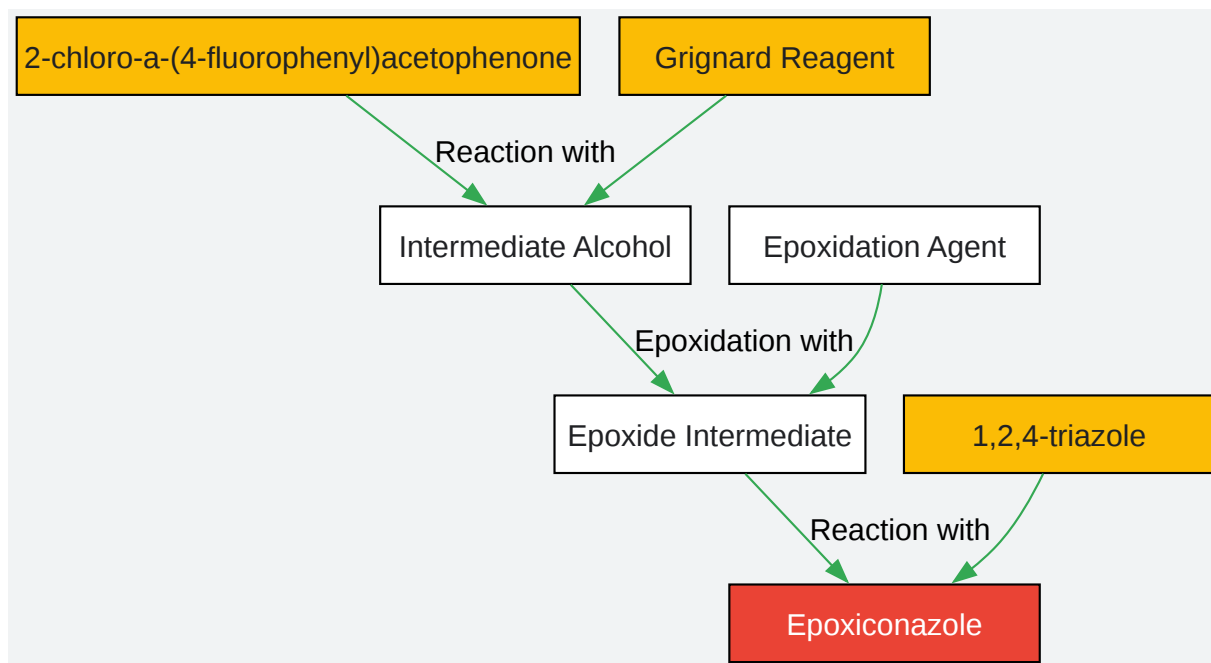 2-chloro-a-(4-fluorophenyl)acetophenone
Grignard Reagent
Reaction with
Intermediate Alcohol
Epoxidation Agent
Epoxidation with
Epoxide Intermediate
1,2,4-triazole
Reaction with
Epoxiconazole